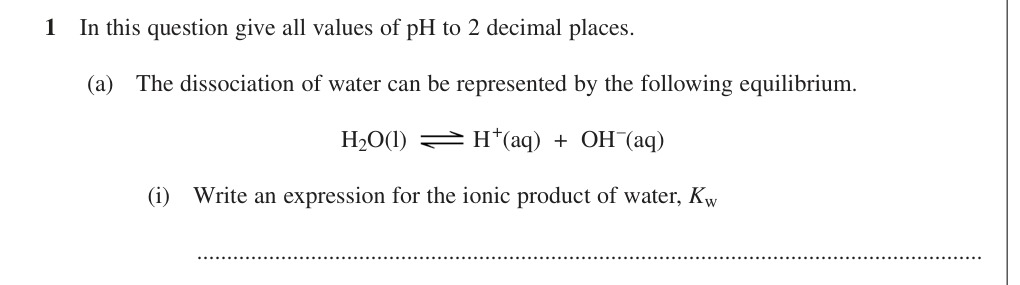 1 In this question give all values of pH to 2 decimal places.
(a) The dissociation of water can be represented by the following equilibrium.
H₂O(l) ⇌ H⁺(aq) + OH⁻(aq)
(i) Write an expression for the ionic product of water, Kw